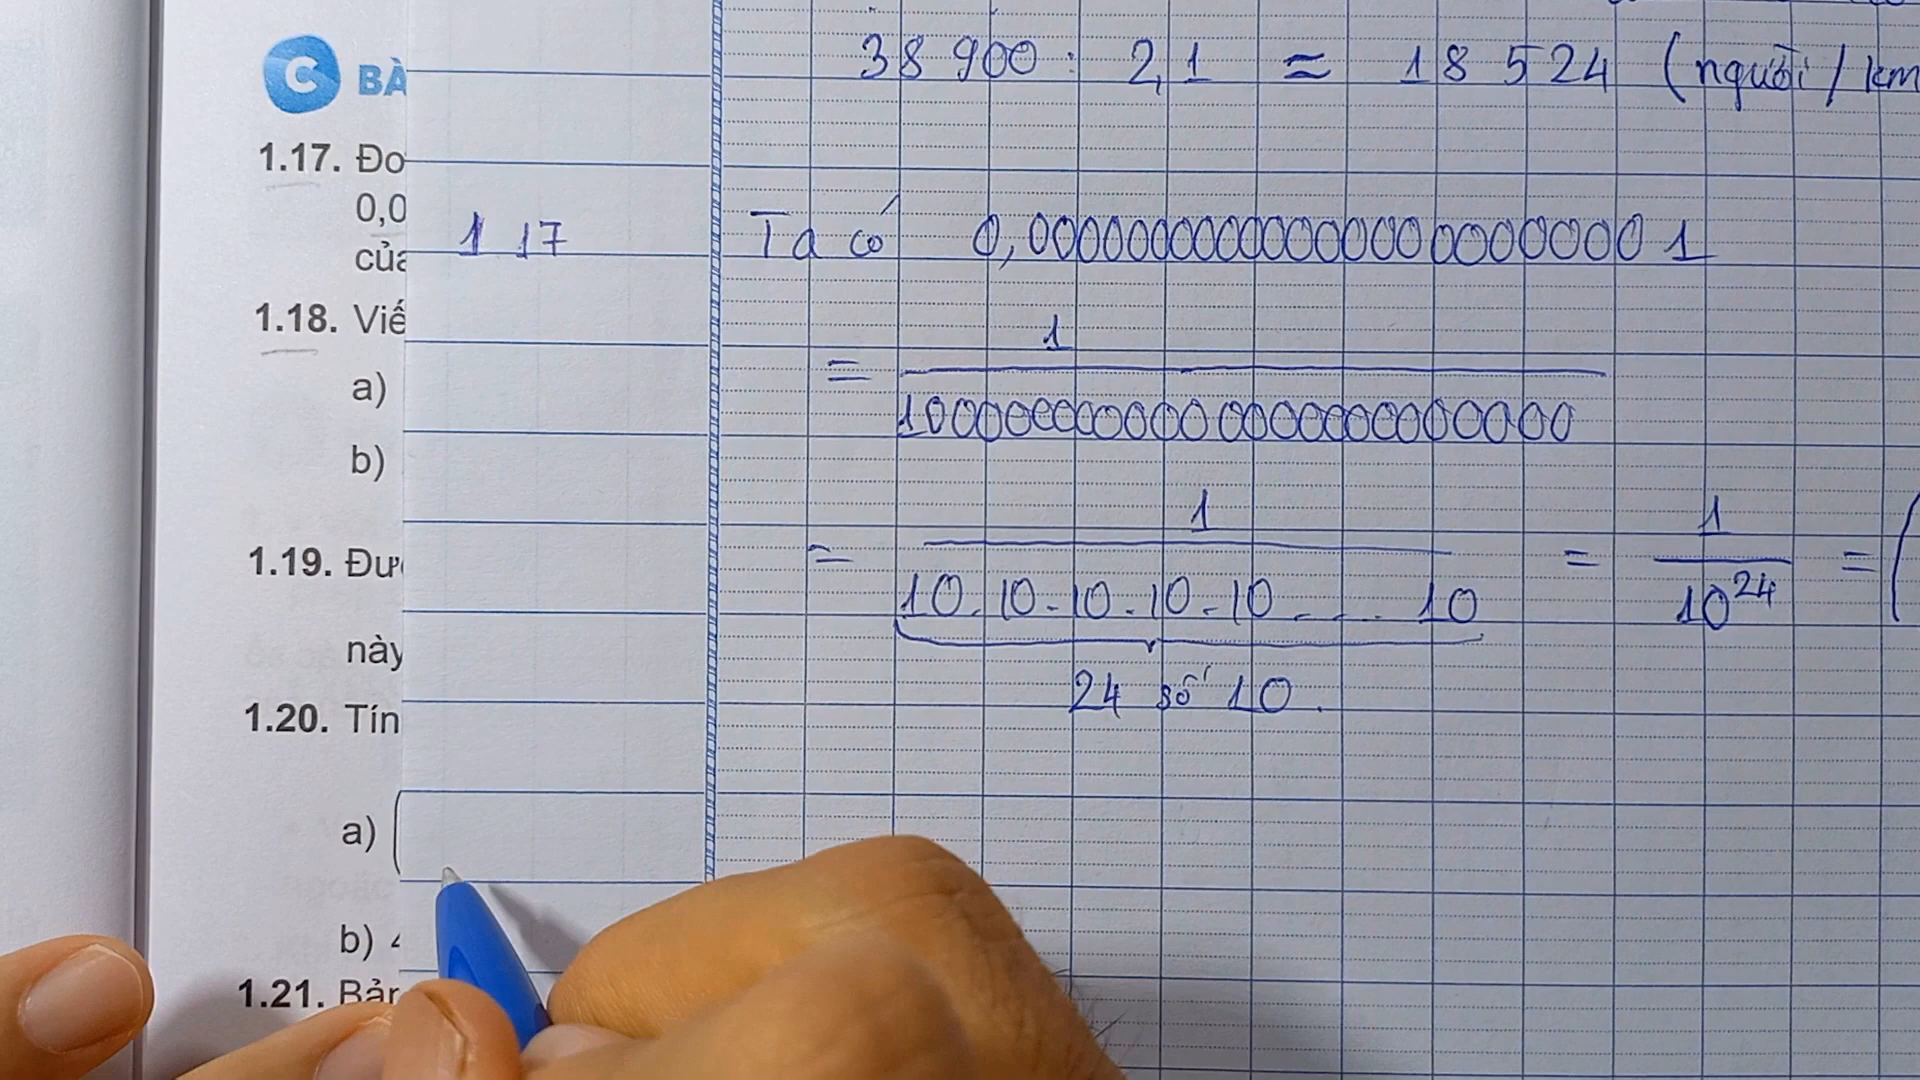 C BÀ
1.17. Đo
0,0
của
1.18. Viế
a)
b)
1.19. Đư
này
1.20. Tín
a) (
b)
1.21. Bản
38 900 : 2,1 ≈ 18 524 (người / km
1 17 Ta có 0,000000000000000000000001
= 1
1000000000000000000000000
= 1 = 1 = (
10 . 10 . 10 . 10 . 10 . . . 10 10^24
24 số 10.